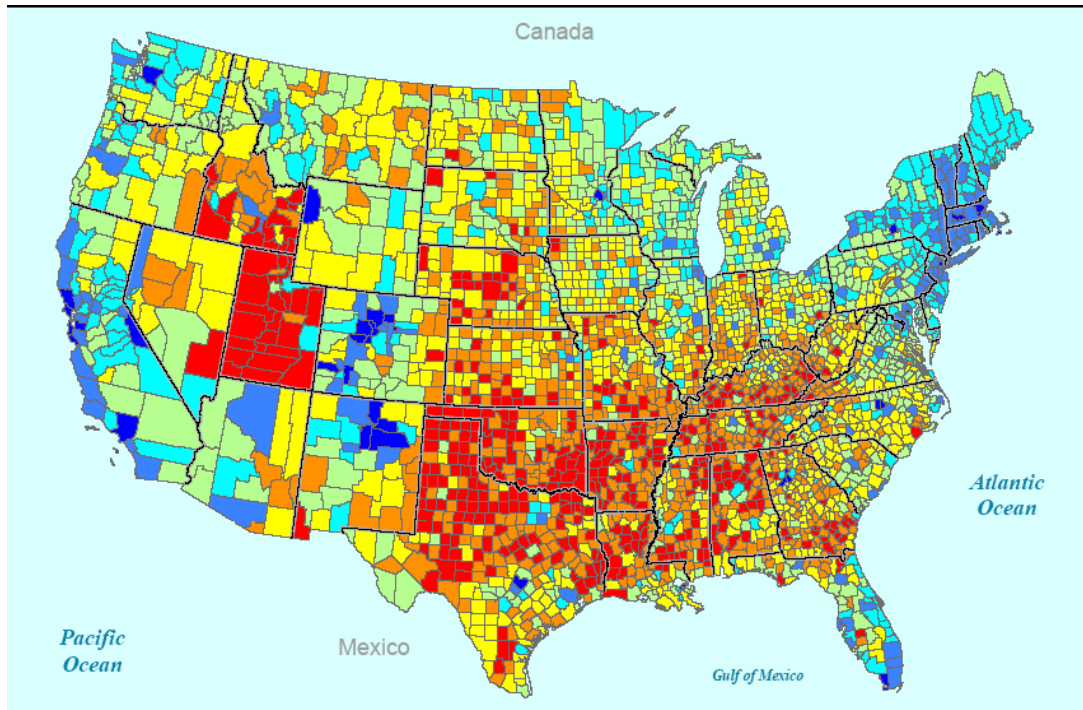 Canada
Atlantic
Ocean
Pacific
Ocean
Mexico
Gulf of Mexico